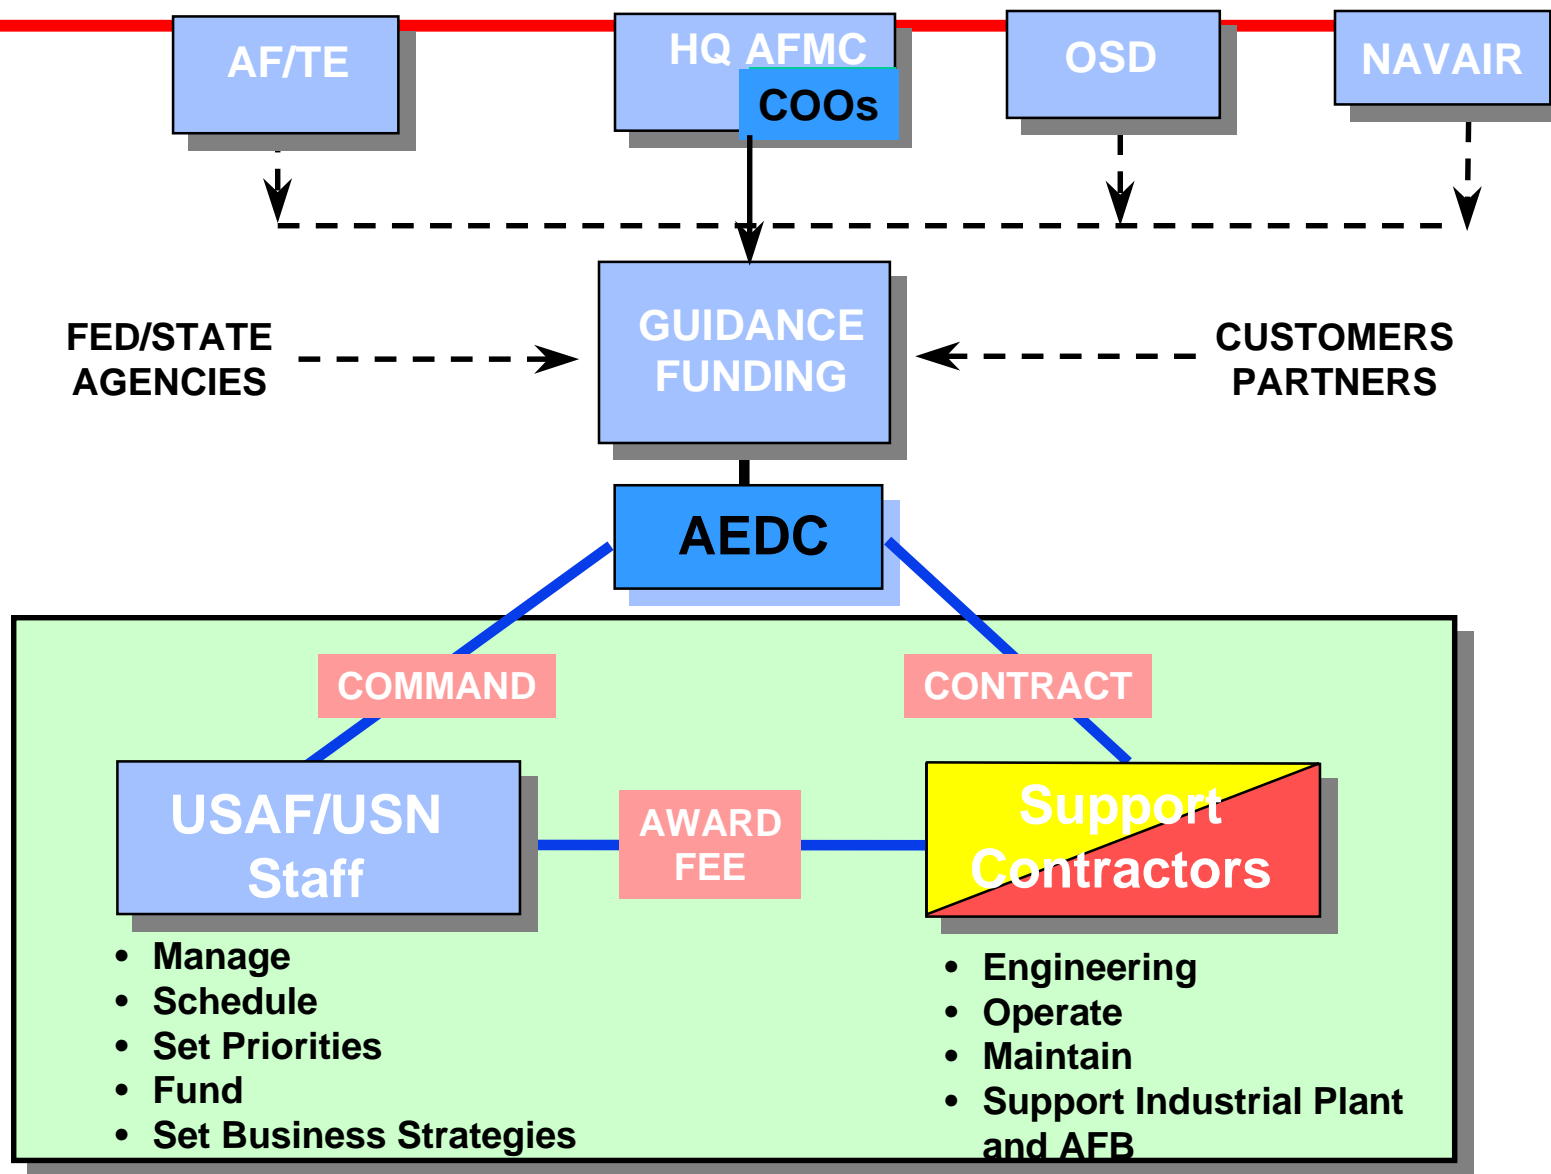 AF/TE
HQ AFMC
COOs
OSD
NAVAIR
GUIDANCE
FUNDING
FED/STATE
AGENCIES
CUSTOMERS
PARTNERS
AEDC
COMMAND
CONTRACT
USAF/USN
Staff
AWARD
FEE
Support
Contractors
• Manage
• Schedule
• Set Priorities
• Fund
• Set Business Strategies
• Engineering
• Operate
• Maintain
• Support Industrial Plant
and AFB